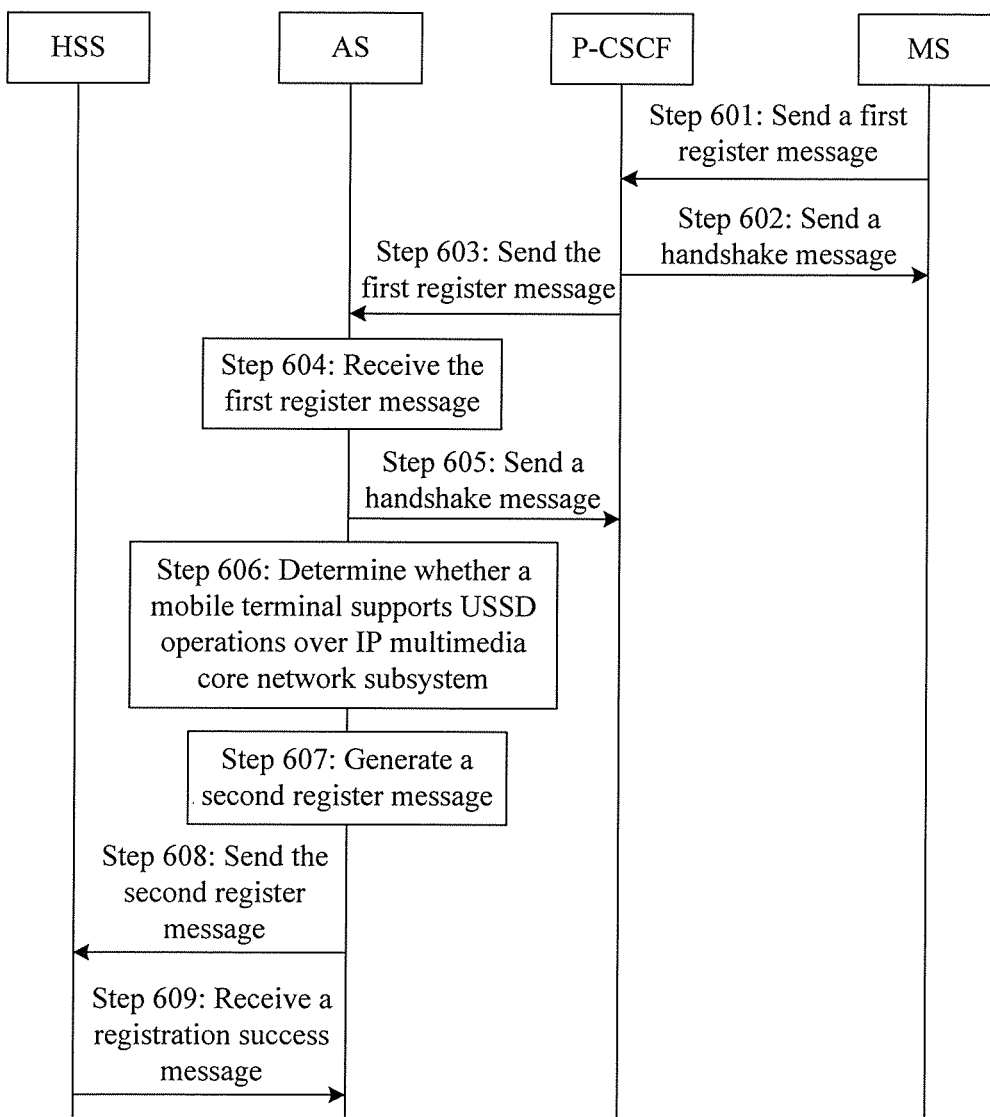 HSS
AS
P-CSCF
MS
Step 601: Send a first
register message
Step 602: Send a
handshake message
Step 603: Send the
first register message
Step 604: Receive the
first register message
Step 605: Send a
handshake message
Step 606: Determine whether a
mobile terminal supports USSD
operations over IP multimedia
core network subsystem
Step 607: Generate a
second register message
Step 608: Send the
second register
message
Step 609: Receive a
registration success
message